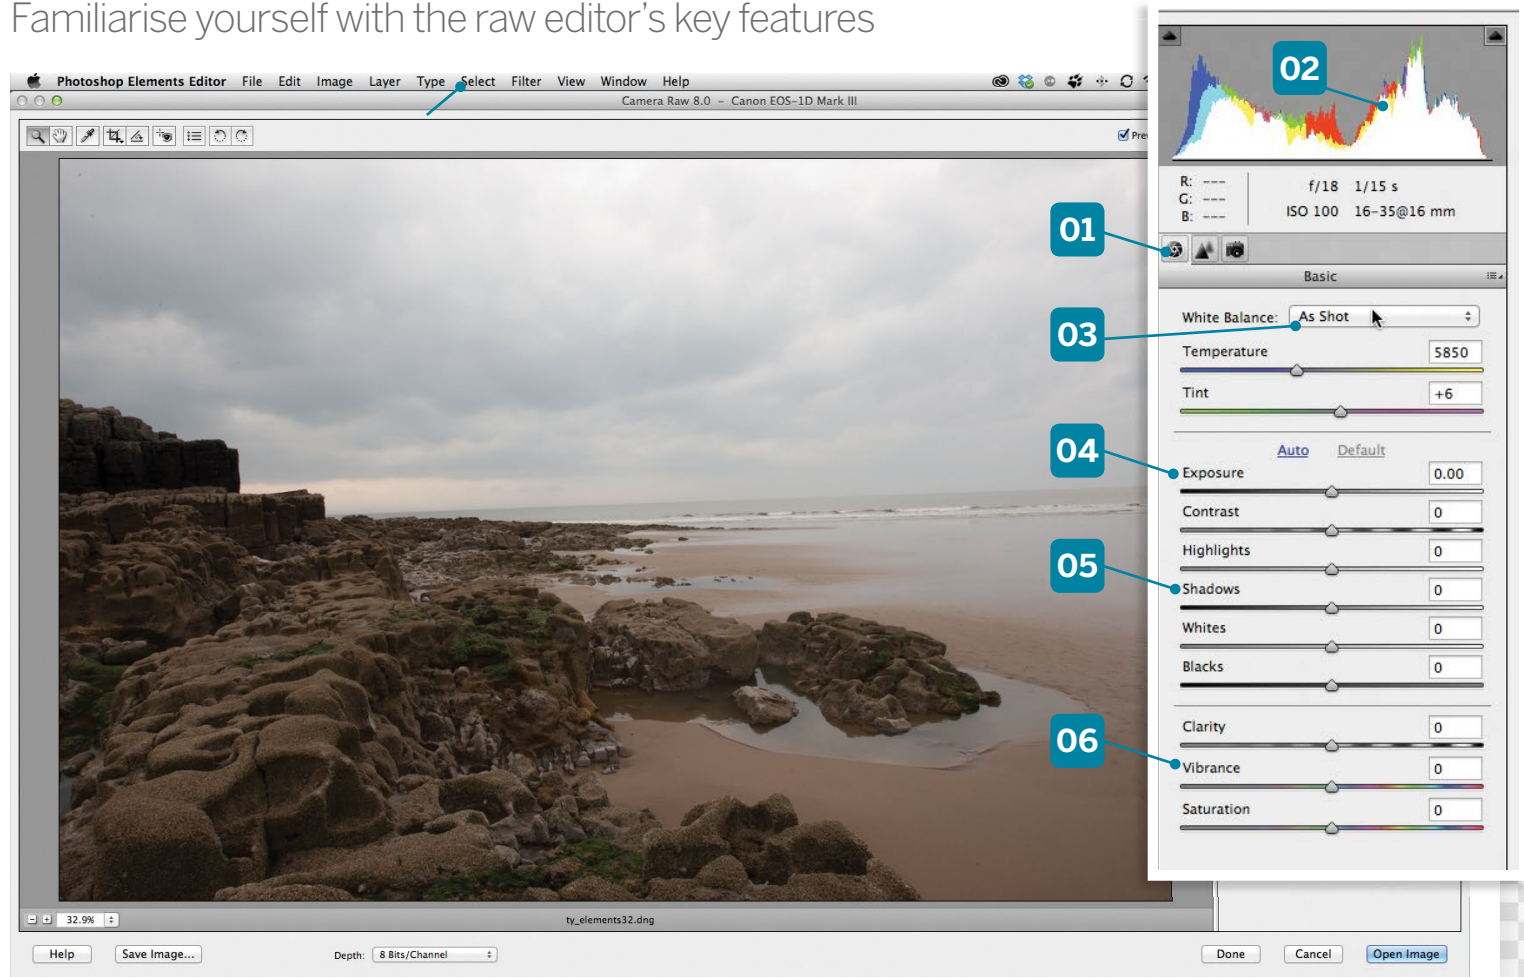 Familiarise yourself with the raw editor's key features
Photoshop Elements Editor File Edit Image Layer Type Select Filter View Window Help
Camera Raw 8.0 – Canon EOS-1D Mark III
02
R: ---
G: ---
B: ---
f/18 1/15 s
ISO 100 16-35@16 mm
01
Basic
White Balance: As Shot
03
Temperature 5850
Tint +6
Auto Default
04
Exposure 0.00
Contrast 0
Highlights 0
05
Shadows 0
Whites 0
Blacks 0
Clarity 0
06
Vibrance 0
Saturation 0
32.9%
ty_elements32.dng
Help Save Image... Depth: 8 Bits/Channel Done Cancel Open Image